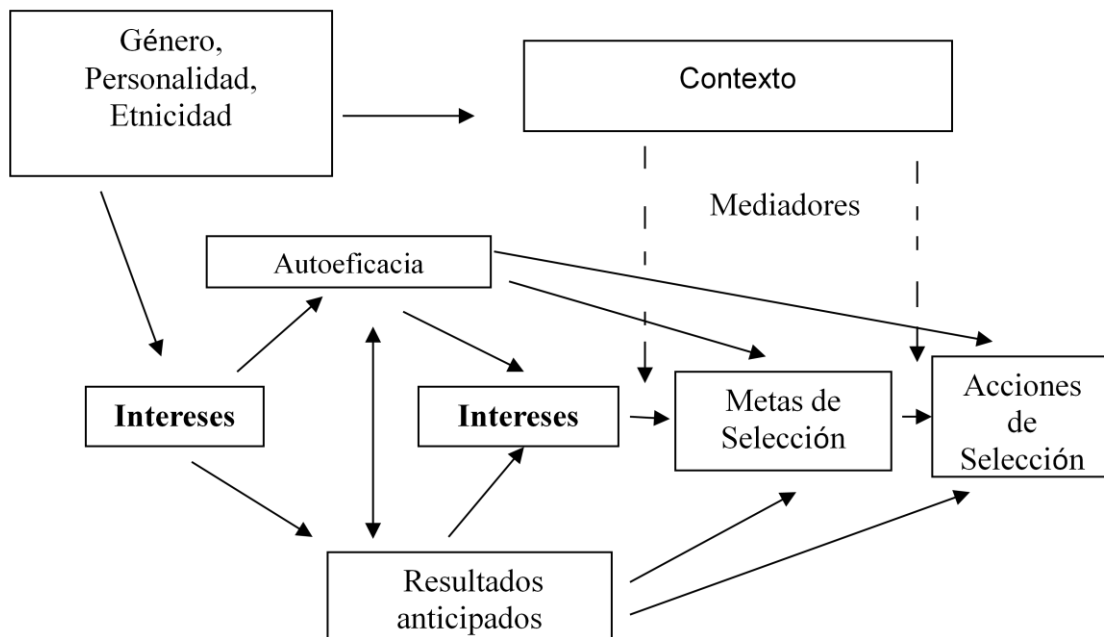 Género,
Personalidad,
Etnicidad
Contexto
Mediadores
Autoeficacia
Intereses
Intereses
Metas de
Selección
Acciones
de
Selección
Resultados
anticipados